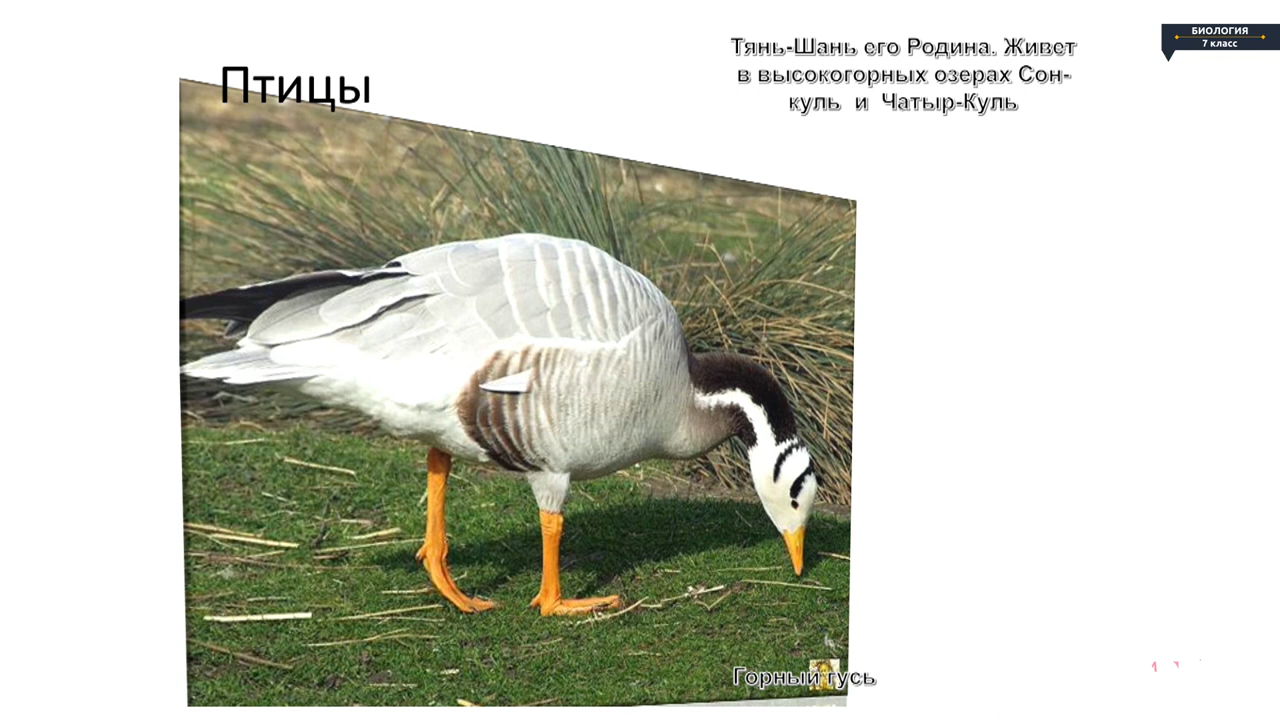 БИОЛОГИЯ
7 класс
Тянь-Шань его Родина. Живет
в высокогорных озерах Сон-
куль и Чатыр-Куль
Птицы
Горный гусь